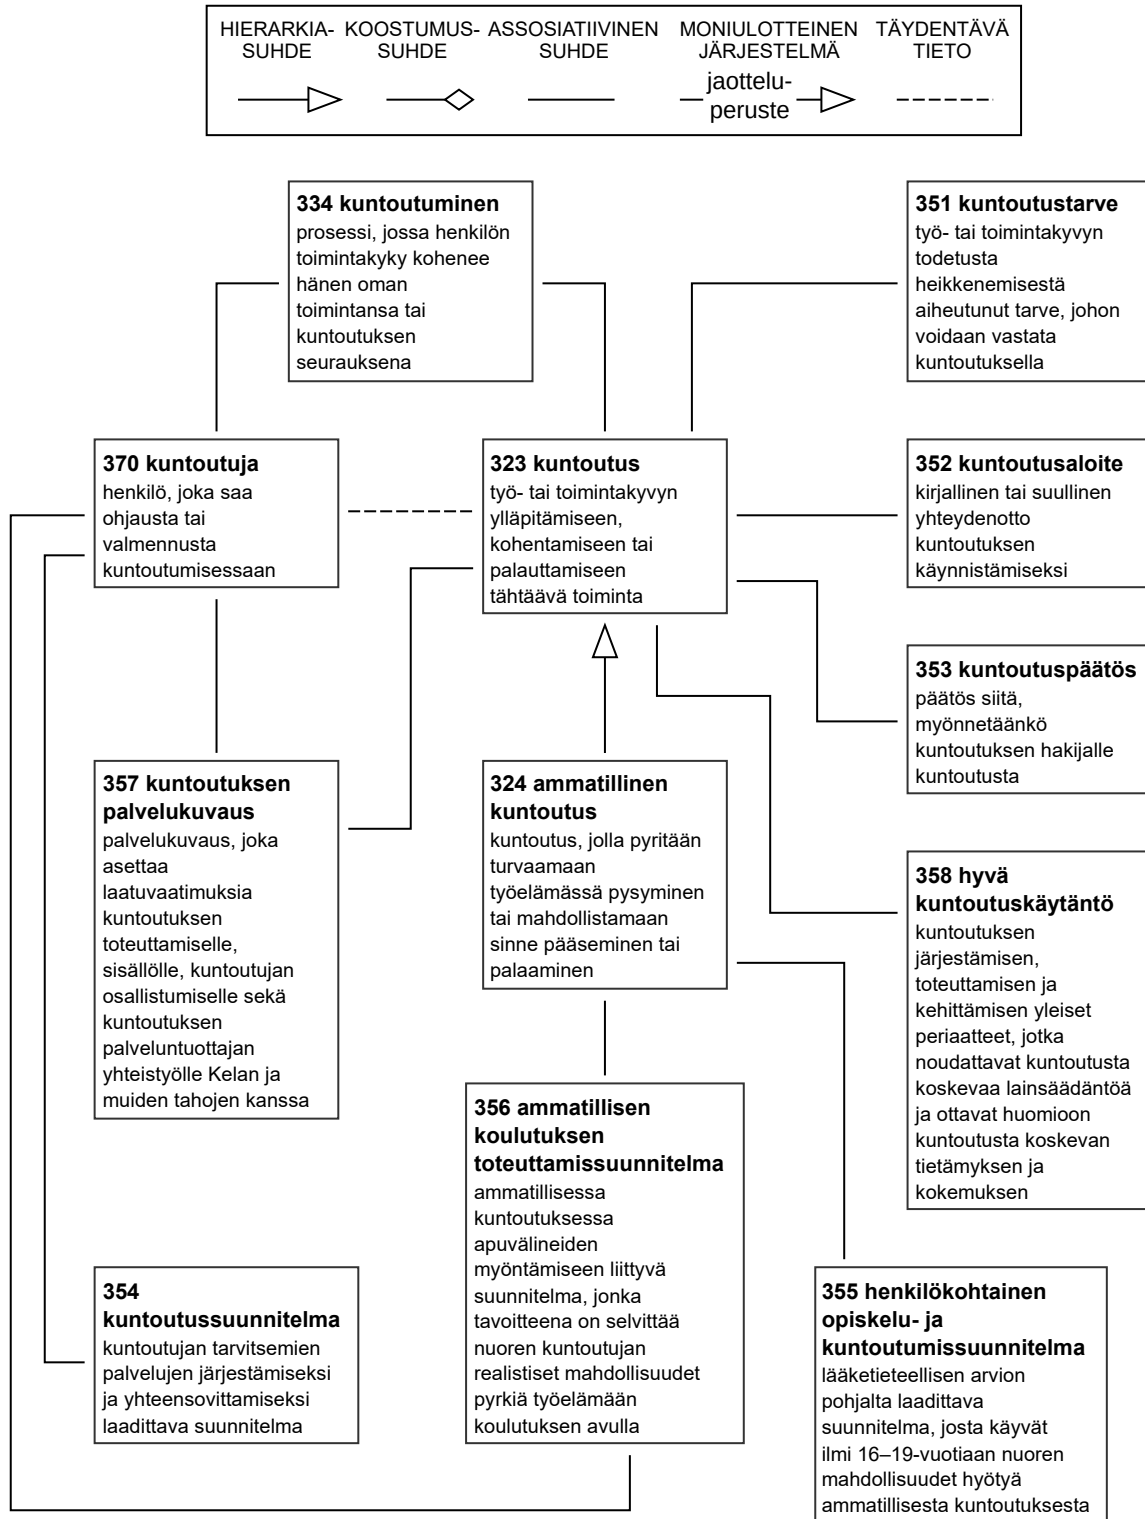 HIERARKIA-
SUHDE
KOOSTUMUS-
SUHDE
ASSOSIATIIVINEN
SUHDE
MONIULOTTEINEN
JÄRJESTELMÄ
TÄYDENTÄVÄ
TIETO
jaottelu-
peruste
334 kuntoutuminen
prosessi, jossa henkilön
toimintakyky kohenee
hänen oman
toimintansa tai
kuntoutuksen
seurauksena
351 kuntoutustarve
työ- tai toimintakyvyn
todetusta
heikkenemisestä
aiheutunut tarve, johon
voidaan vastata
kuntoutuksella
370 kuntoutuja
henkilö, joka saa
ohjausta tai
valmennusta
kuntoutumisessaan
323 kuntoutus
työ- tai toimintakyvyn
ylläpitämiseen,
kohentamiseen tai
palauttamiseen
tähtäävä toiminta
352 kuntoutusaloite
kirjallinen tai suullinen
yhteydenotto
kuntoutuksen
käynnistämiseksi
353 kuntoutuspäätös
päätös siitä,
myönnetäänkö
kuntoutuksen hakijalle
kuntoutusta
357 kuntoutuksen
palvelukuvaus
palvelukuvaus, joka
asettaa
laatuvaatimuksia
kuntoutuksen
toteuttamiselle,
sisällölle, kuntoutujan
osallistumiselle sekä
kuntoutuksen
palveluntuottajan
yhteistyölle Kelan ja
muiden tahojen kanssa
324 ammatillinen
kuntoutus
kuntoutus, jolla pyritään
turvaamaan
työelämässä pysyminen
tai mahdollistamaan
sinne pääseminen tai
palaaminen
358 hyvä
kuntoutuskäytäntö
kuntoutuksen
järjestämisen,
toteuttamisen ja
kehittämisen yleiset
periaatteet, jotka
noudattavat kuntoutusta
koskevaa lainsäädäntöä
ja ottavat huomioon
kuntoutusta koskevan
tietämyksen ja
kokemuksen
356 ammatillisen
koulutuksen
toteuttamissuunnitelma
ammatillisessa
kuntoutuksessa
apuvälineiden
myöntämiseen liittyvä
suunnitelma, jonka
tavoitteena on selvittää
nuoren kuntoutujan
realistiset mahdollisuudet
pyrkiä työelämään
koulutuksen avulla
354
kuntoutussuunnitelma
kuntoutujan tarvitsemien
palvelujen järjestämiseksi
ja yhteensovittamiseksi
laadittava suunnitelma
355 henkilökohtainen
opiskelu- ja
kuntoutumissuunnitelma
lääketieteellisen arvion
pohjalta laadittava
suunnitelma, josta käyvät
ilmi 16–19-vuotiaan nuoren
mahdollisuudet hyötyä
ammatillisesta kuntoutuksesta